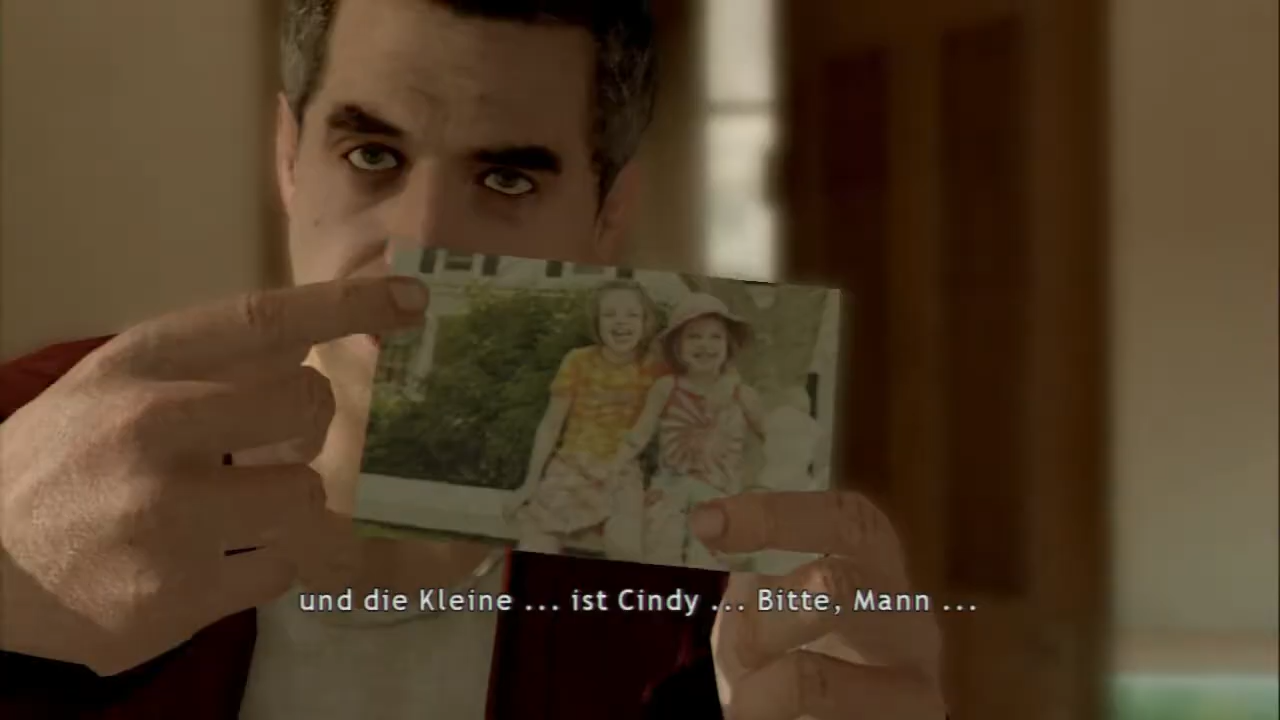 und die Kleine ... ist Cindy ... Bitte, Mann ...